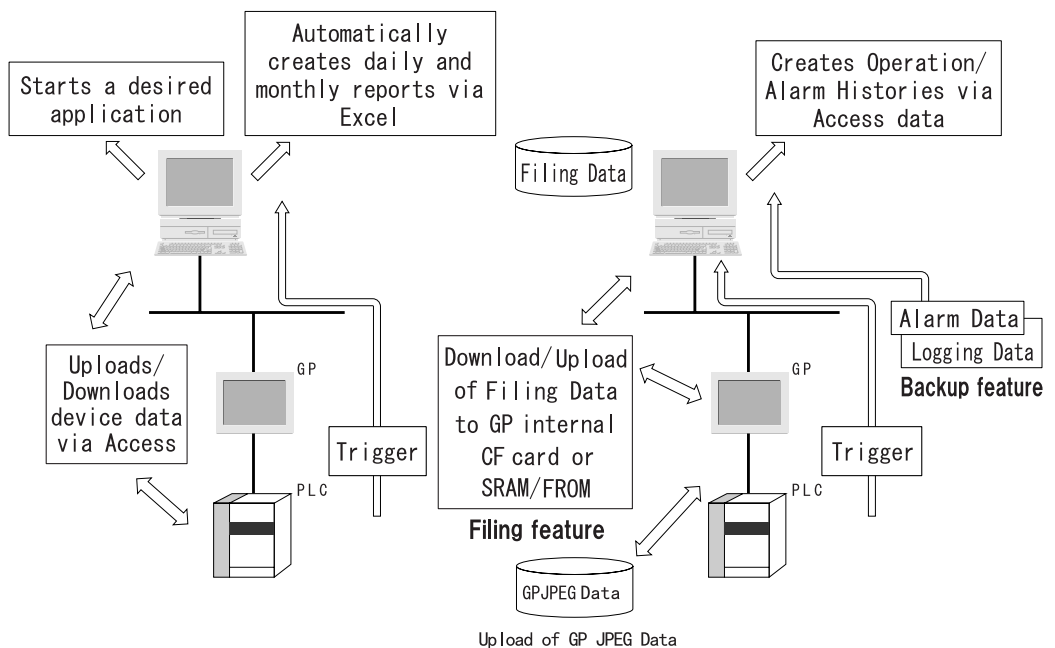 Starts a desired
application
Automatically
creates daily and
monthly reports via
Excel
Uploads/
Downloads
device data
via Access
GP
PLC
Trigger
Filing Data
Creates Operation/
Alarm Histories via
Access data
Download/Upload
of Filing Data
to GP internal
CF card or
SRAM/FROM
Filing feature
GP
PLC
Trigger
Alarm Data
Logging Data
Backup feature
GPJPEG Data
Upload of GP JPEG Data